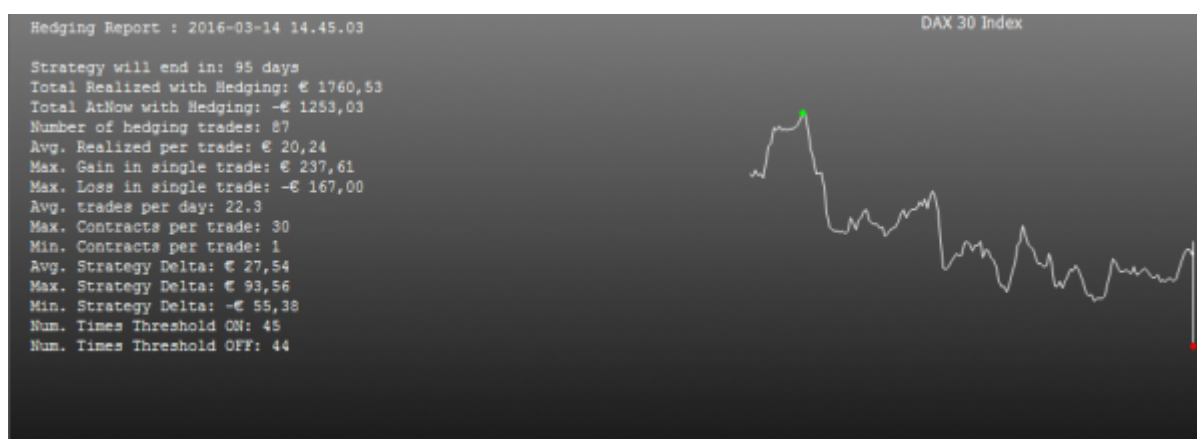 Hedging Report : 2016-03-14 14.45.03
DAX 30 Index
Strategy will end in: 95 days
Total Realized with Hedging: € 1760,53
Total AtNow with Hedging: -€ 1253,03
Number of hedging trades: 87
Avg. Realized per trade: € 20,24
Max. Gain in single trade: € 237,61
Max. Loss in single trade: -€ 167,00
Avg. trades per day: 22.3
Max. Contracts per trade: 30
Min. Contracts per trade: 1
Avg. Strategy Delta: € 27,54
Max. Strategy Delta: € 93,56
Min. Strategy Delta: -€ 55,38
Num. Times Threshold ON: 45
Num. Times Threshold OFF: 44